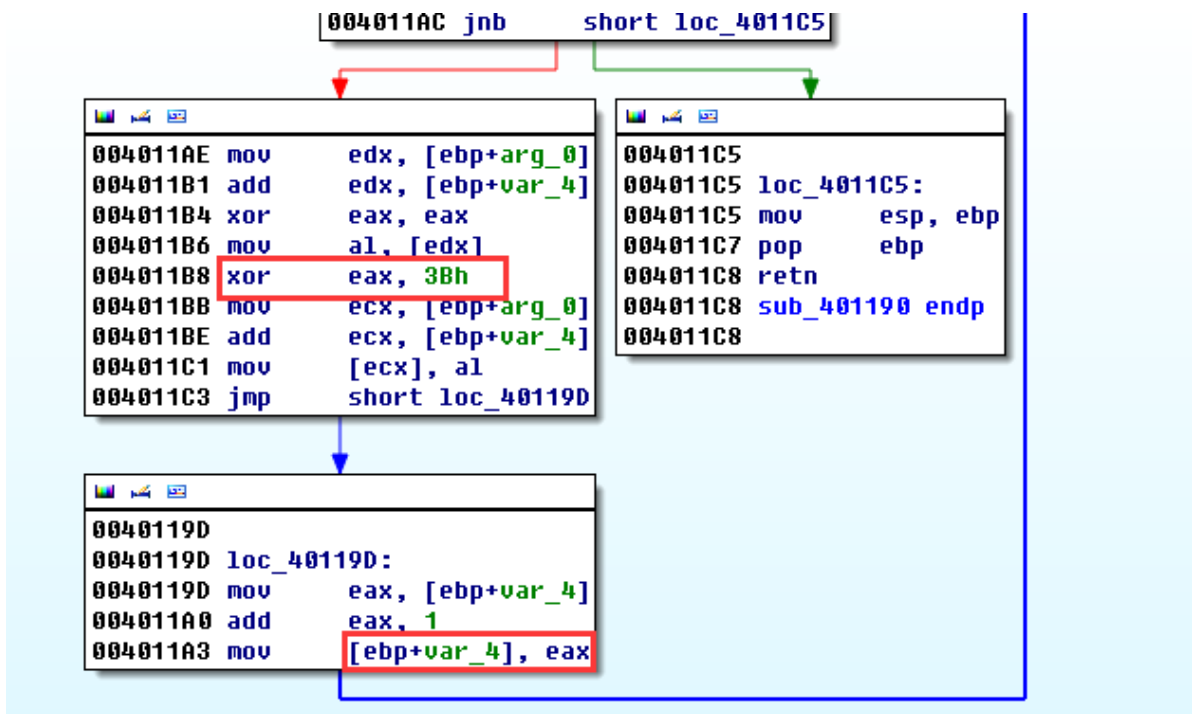 004011AC jnb short loc_4011C5
004011AE mov edx, [ebp+arg_0]
004011B1 add edx, [ebp+var_4]
004011B4 xor eax, eax
004011B6 mov al, [edx]
004011B8 xor eax, 3Bh
004011BB mov ecx, [ebp+arg_0]
004011BE add ecx, [ebp+var_4]
004011C1 mov [ecx], al
004011C3 jmp short loc_40119D
004011C5
004011C5 loc_4011C5:
004011C5 mov esp, ebp
004011C7 pop ebp
004011C8 retn
004011C8 sub_401190 endp
004011C8
0040119D
0040119D loc_40119D:
0040119D mov eax, [ebp+var_4]
004011A0 add eax, 1
004011A3 mov [ebp+var_4], eax